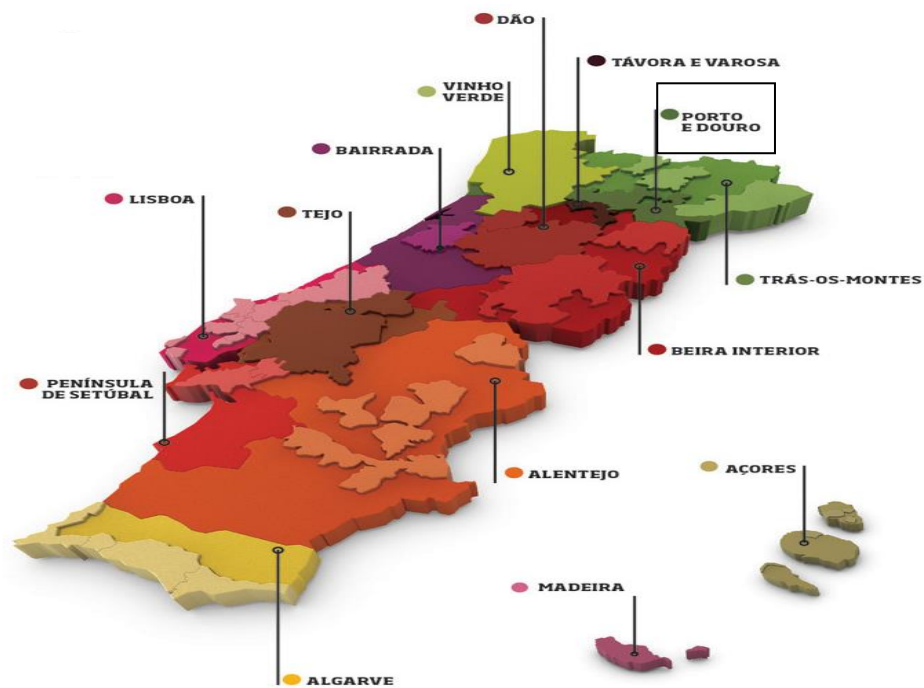 DÃO
TÁVORA E VAROSA
VINHO
VERDE
PORTO
E DOURO
BAIRRADA
LISBOA
TEJO
TRÁS-OS-MONTES
BEIRA INTERIOR
PENÍNSULA
DE SETÚBAL
ALENTEJO
AÇORES
MADEIRA
ALGARVE